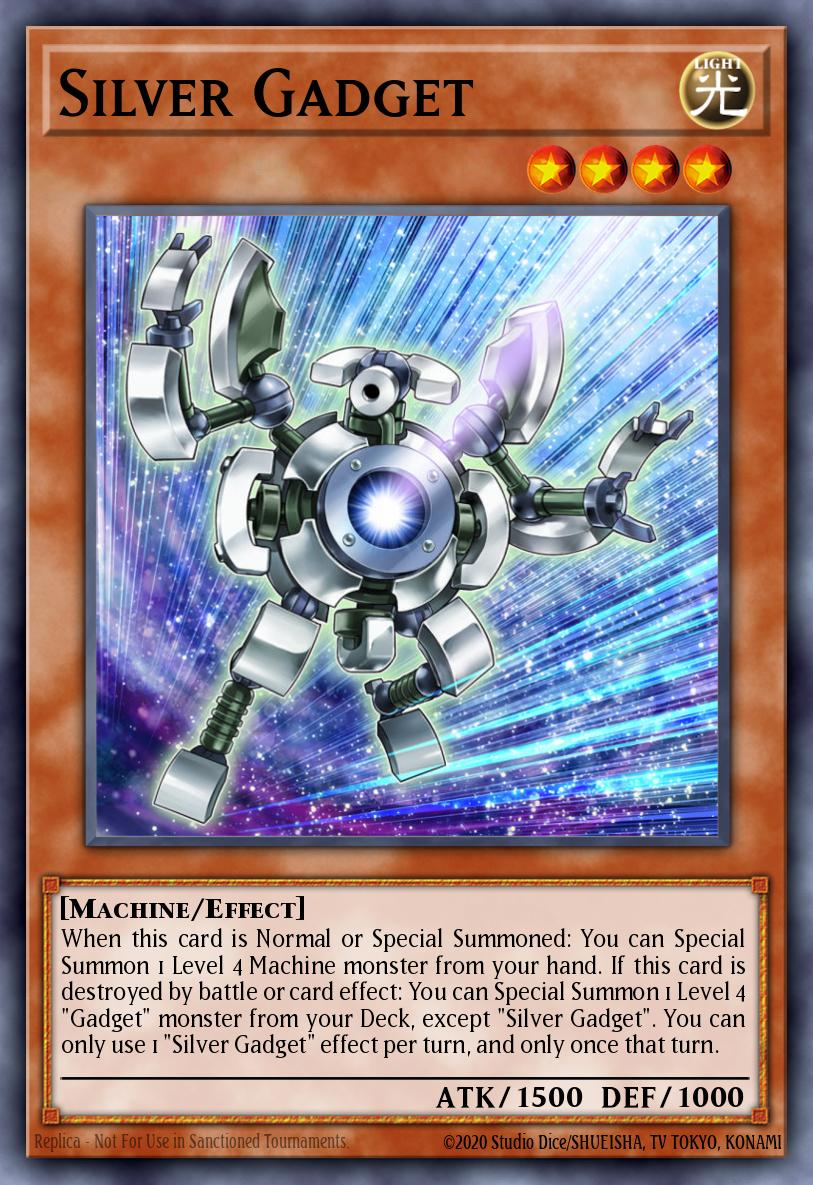 Silver Gadget
LIGHT
光
[Machine/Effect]
When this card is Normal or Special Summoned: You can Special
Summon 1 Level 4 Machine monster from your hand. If this card is
destroyed by battle or card effect: You can Special Summon 1 Level 4
"Gadget" monster from your Deck, except "Silver Gadget". You can
only use 1 "Silver Gadget" effect per turn, and only once that turn.
ATK/1500 DEF/1000
Replica - Not For Use in Sanctioned Tournaments.
©2020 Studio Dice/SHUEISHA, TV TOKYO, KONAMI